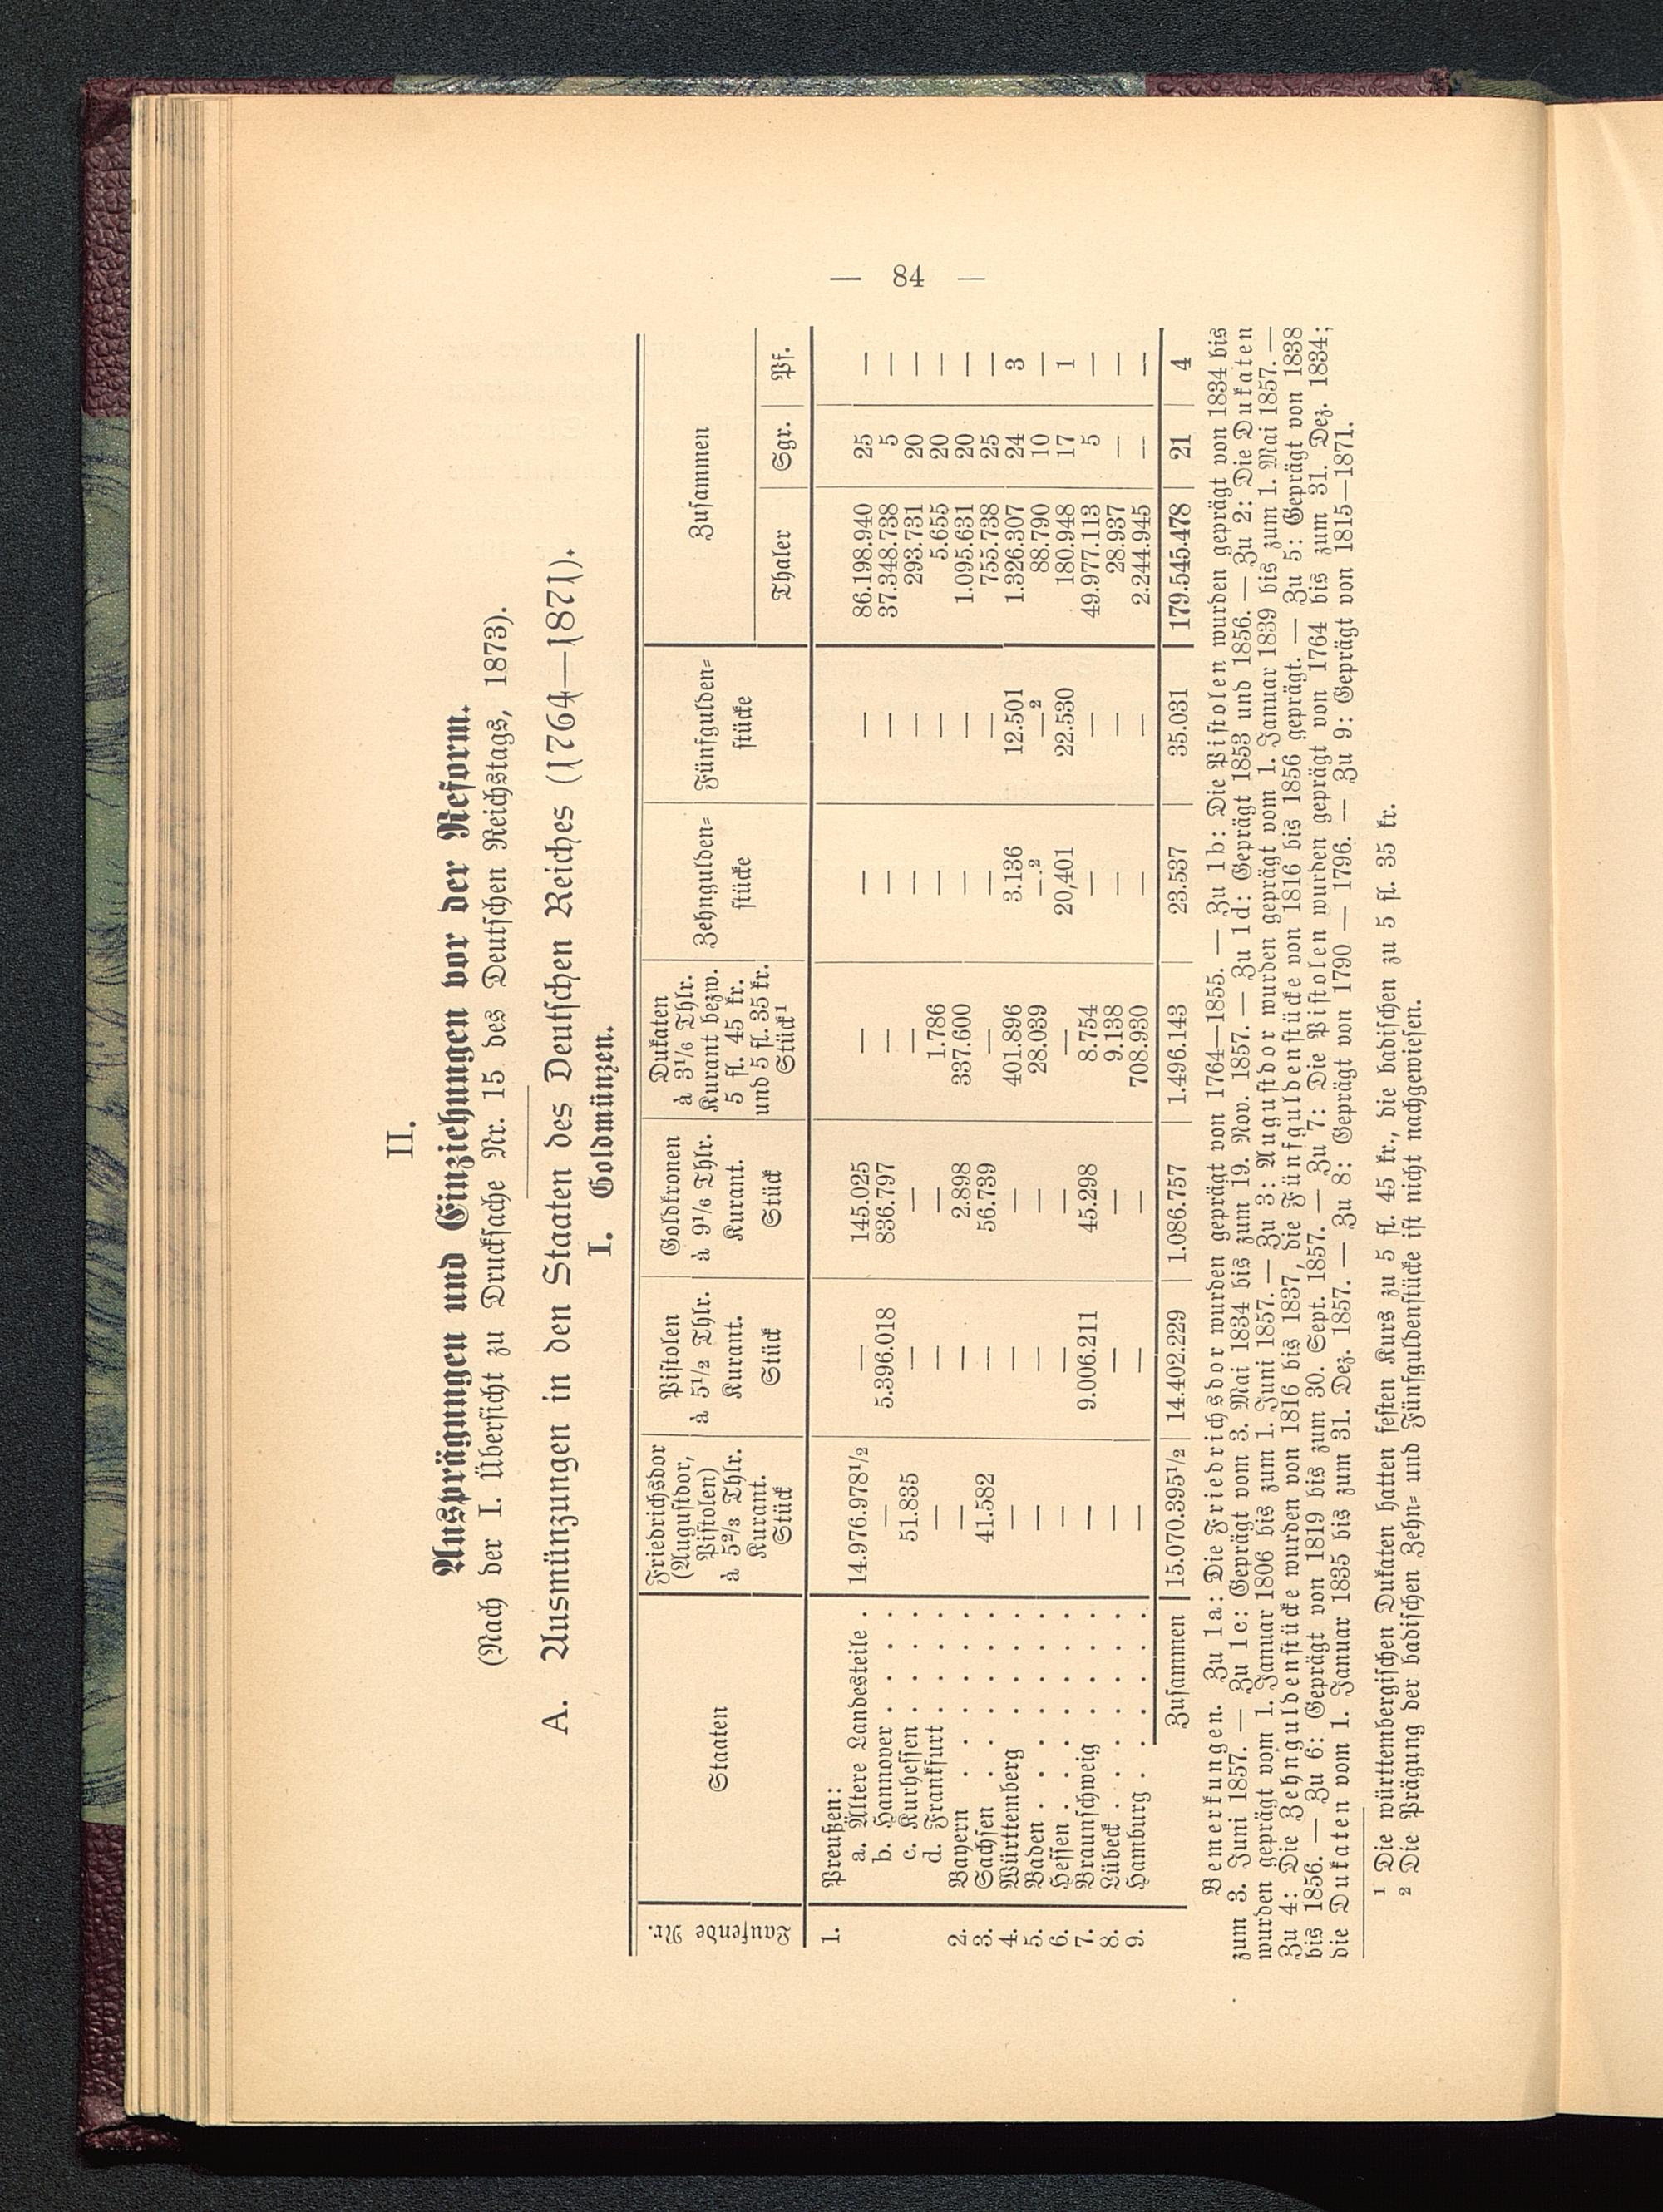 — 84 —
II.
Ausprägungen und Einziehungen vor der Reform.
(Nach der I. Übersicht zu Drucksache Nr. 15 des Deutschen Reichstags, 1873).
A. Ausmünzungen in den Staaten des Deutschen Reiches (1764—1871).
I. Goldmünzen.
Laufende Nr. | Staaten | Friedrichsdor (Augustdor, Pistolen) à 5²/₃ Thlr. Kurant. Stück | Pistolen à 5¹/₂ Thlr. Kurant. Stück | Goldkronen à 9¹/₆ Thlr. Kurant. Stück | Dukaten à 3¹/₆ Thlr. Kurant bezw. 5 fl. 45 kr. und 5 fl. 35 kr. Stück¹ | Zehngulden=stücke | Fünfgulden=stücke | Zusammen Thaler | Sgr. | Pf.
1. Preußen:
a. Ältere Landesteile . 14.976.978¹/₂ — 145.025 — — — 86.198.940 25 —
b. Hannover . . . . — 5.396.018 836.797 — — — 37.348.738 5 —
c. Kurhessen . . . . 51.835 — — — — — 293.731 20 —
d. Frankfurt . . . . — — — 1.786 — — 5.655 20 —
2. Bayern . . . . . . — — 2.898 337.600 — — 1.095.631 20 —
3. Sachsen . . . . . . 41.582 — 56.739 — — — 755.738 25 —
4. Württemberg . . . . — — — 401.896 3.136 12.501 1.326.307 24 3
5. Baden . . . . . . . — — — 28.039 —.² —² 88.790 10 —
6. Hessen . . . . . . — — — — 20,401 22.530 180.948 17 1
7. Braunschweig . . . . — 9.006.211 45.298 8.754 — — 49.977.113 5 —
8. Lübeck . . . . . . — — — 9.138 — — 28.937 — —
9. Hamburg . . . . . . — — — 708.930 — — 2.244.945 — —
Zusammen 15.070.395¹/₂ 14.402.229 1.086.757 1.496.143 23.537 35.031 179.545.478 21 4
Bemerkungen. Zu 1a: Die Friedrichsdor wurden geprägt von 1764—1855. — Zu 1b: Die Pistolen wurden geprägt von 1834 bis
zum 3. Juni 1857. — Zu 1c: Geprägt vom 3. Mai 1834 bis zum 19. Nov. 1857. — Zu 1d: Geprägt 1853 und 1856. — Zu 2: Die Dukaten
wurden geprägt vom 1. Januar 1806 bis zum 1. Juni 1857. — Zu 3: Augustdor wurden geprägt vom 1. Januar 1839 bis zum 1. Mai 1857. —
Zu 4: Die Zehnguldenstücke wurden von 1816 bis 1837, die Fünfguldenstücke von 1816 bis 1856 geprägt. — Zu 5: Geprägt von 1838
bis 1856. — Zu 6: Geprägt von 1819 bis zum 30. Sept. 1857. — Zu 7: Die Pistolen wurden geprägt von 1764 bis zum 31. Dez. 1834;
die Dukaten vom 1. Januar 1835 bis zum 31. Dez. 1857. — Zu 8: Geprägt von 1790 — 1796. — Zu 9: Geprägt von 1815—1871.
¹ Die württembergischen Dukaten hatten festen Kurs zu 5 fl. 45 kr., die badischen zu 5 fl. 35 kr.
² Die Prägung der badischen Zehn= und Fünfguldenstücke ist nicht nachgewiesen.